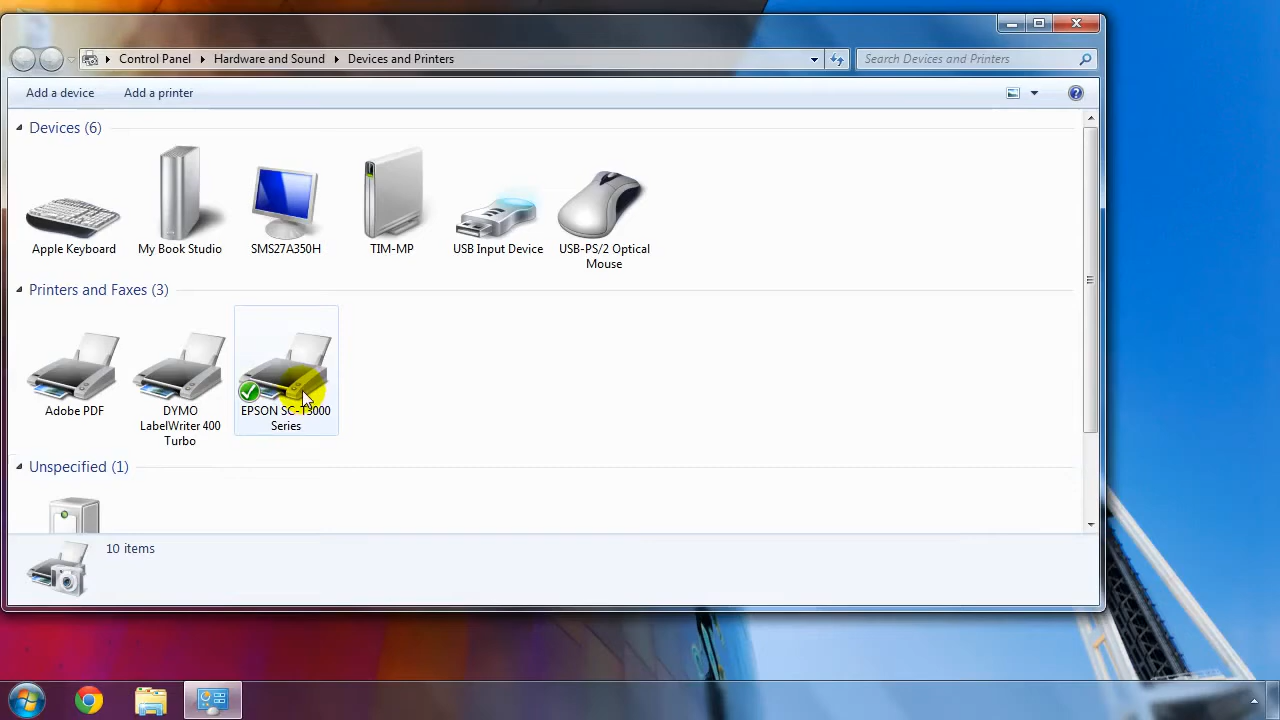 Control Panel Hardware and Sound Devices and Printers Search Devices and Printers
Add a device Add a printer
Devices (6)
Apple Keyboard
My Book Studio
SMS27A350H
TIM-MP
USB Input Device
USB-PS/2 Optical
Mouse
Printers and Faxes (3)
Adobe PDF
DYMO
LabelWriter 400
Turbo
EPSON SC-T3000
Series
Unspecified (1)
10 items